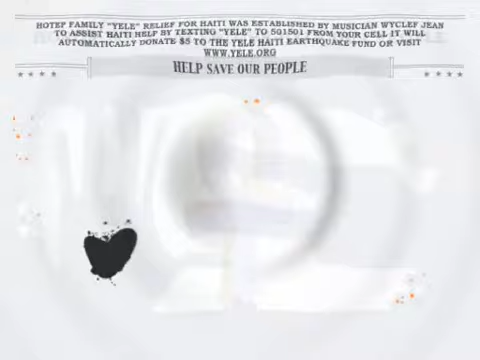 HOTEP FAMILY "YELE" RELIEF FOR HAITI WAS ESTABLISHED BY MUSICIAN WYCLEF JEAN
TO ASSIST HAITI HELP BY TEXTING "YELE" TO 501501 FROM YOUR CELL IT WILL
AUTOMATICALLY DONATE $5 TO THE YELE HAITI EARTHQUAKE FUND OR VISIT
WWW.YELE.ORG
HELP SAVE OUR PEOPLE